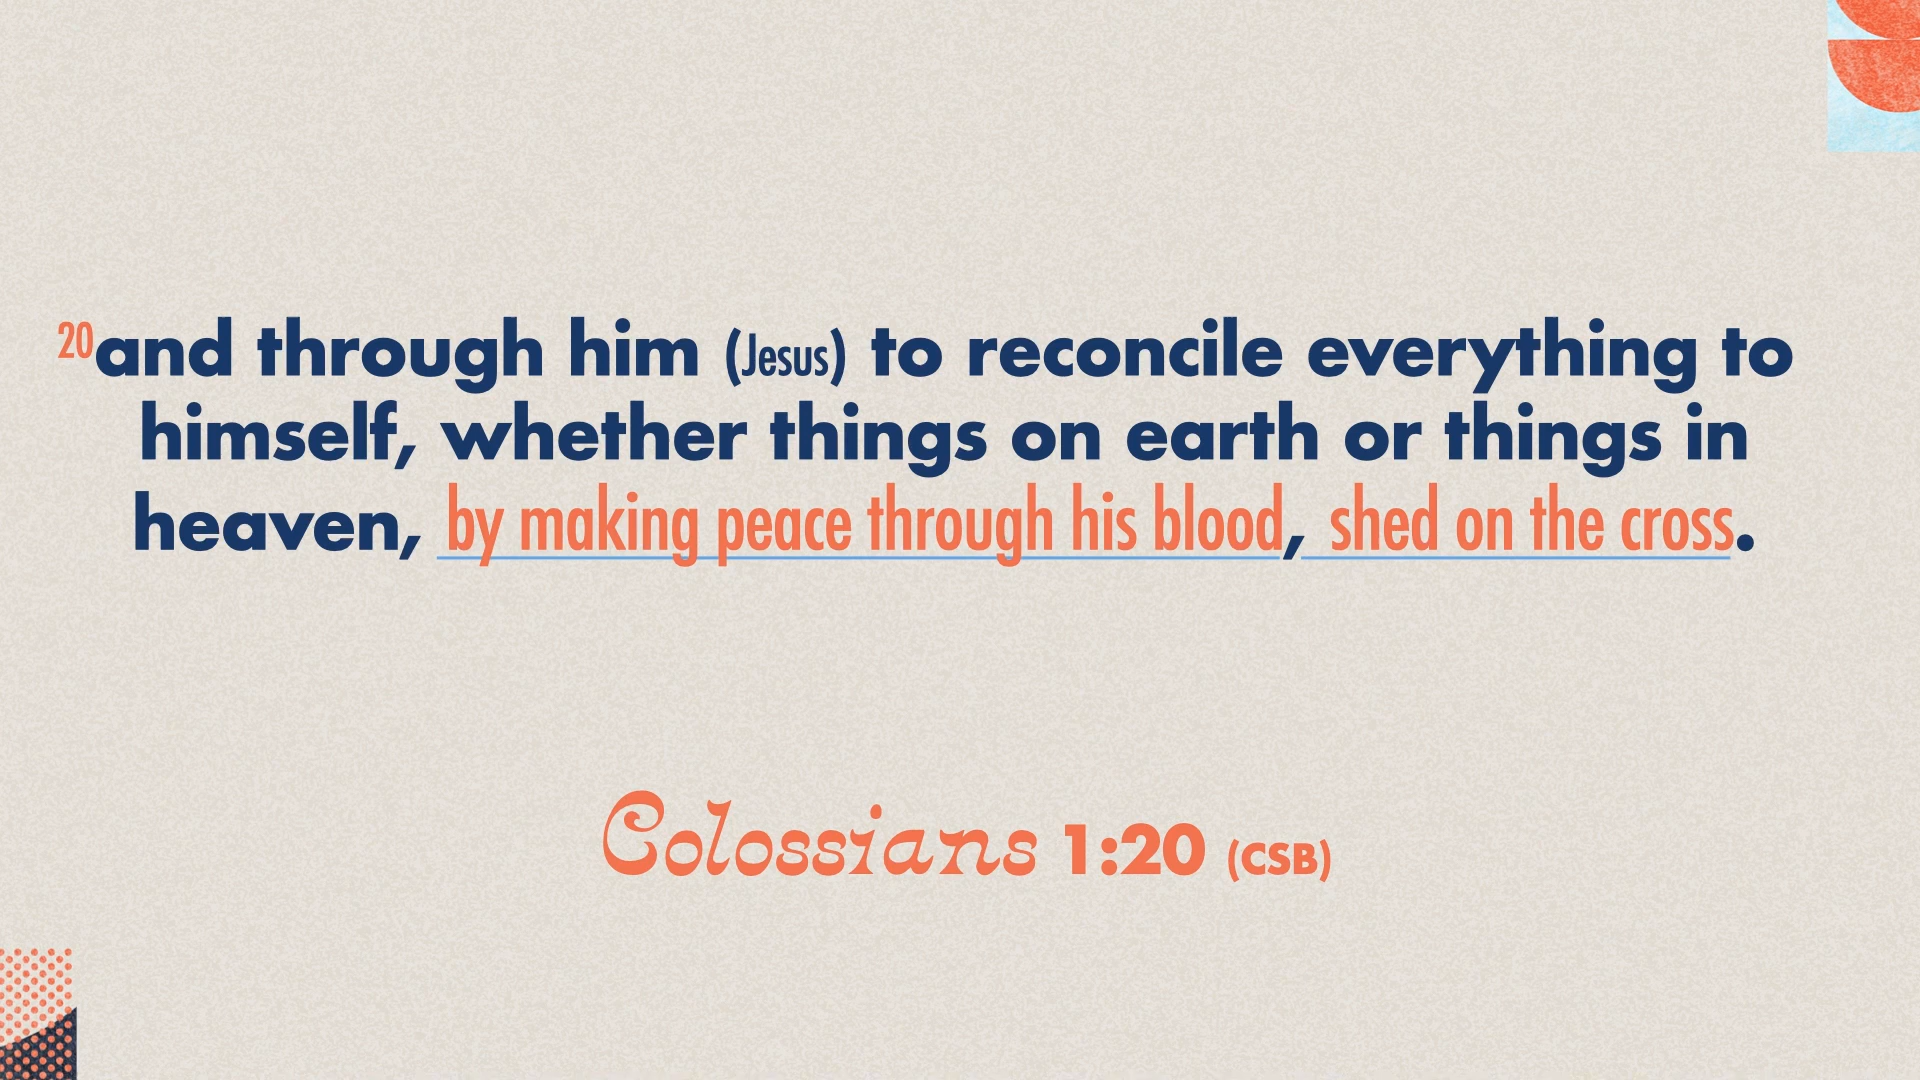 20and through him (Jesus) to reconcile everything to
himself, whether things on earth or things in
heaven, by making peace through his blood, shed on the cross.
Colossians 1:20 (CSB)